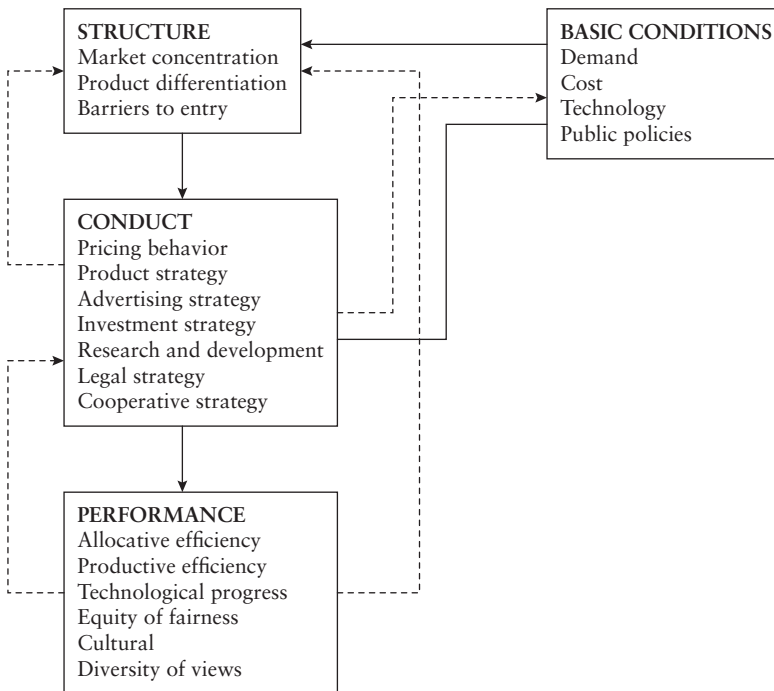 STRUCTURE
Market concentration
Product differentiation
Barriers to entry
BASIC CONDITIONS
Demand
Cost
Technology
Public policies
CONDUCT
Pricing behavior
Product strategy
Advertising strategy
Investment strategy
Research and development
Legal strategy
Cooperative strategy
PERFORMANCE
Allocative efficiency
Productive efficiency
Technological progress
Equity of fairness
Cultural
Diversity of views